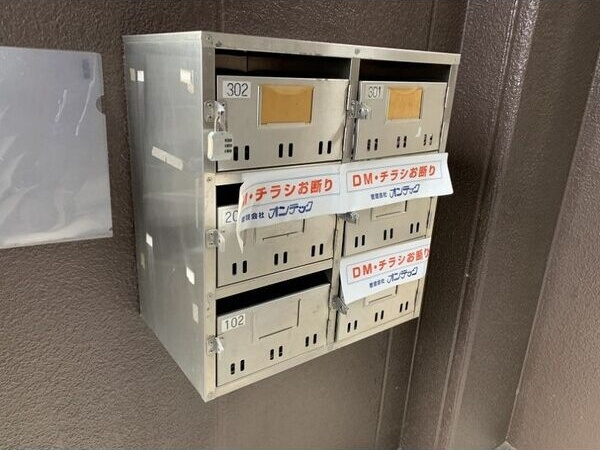 302
301
DM・チラシお断り
管理会社 オンテック
チラシお断り
管理会社 オンテック
20
DM・チラシお断り
管理会社 オンテック
102